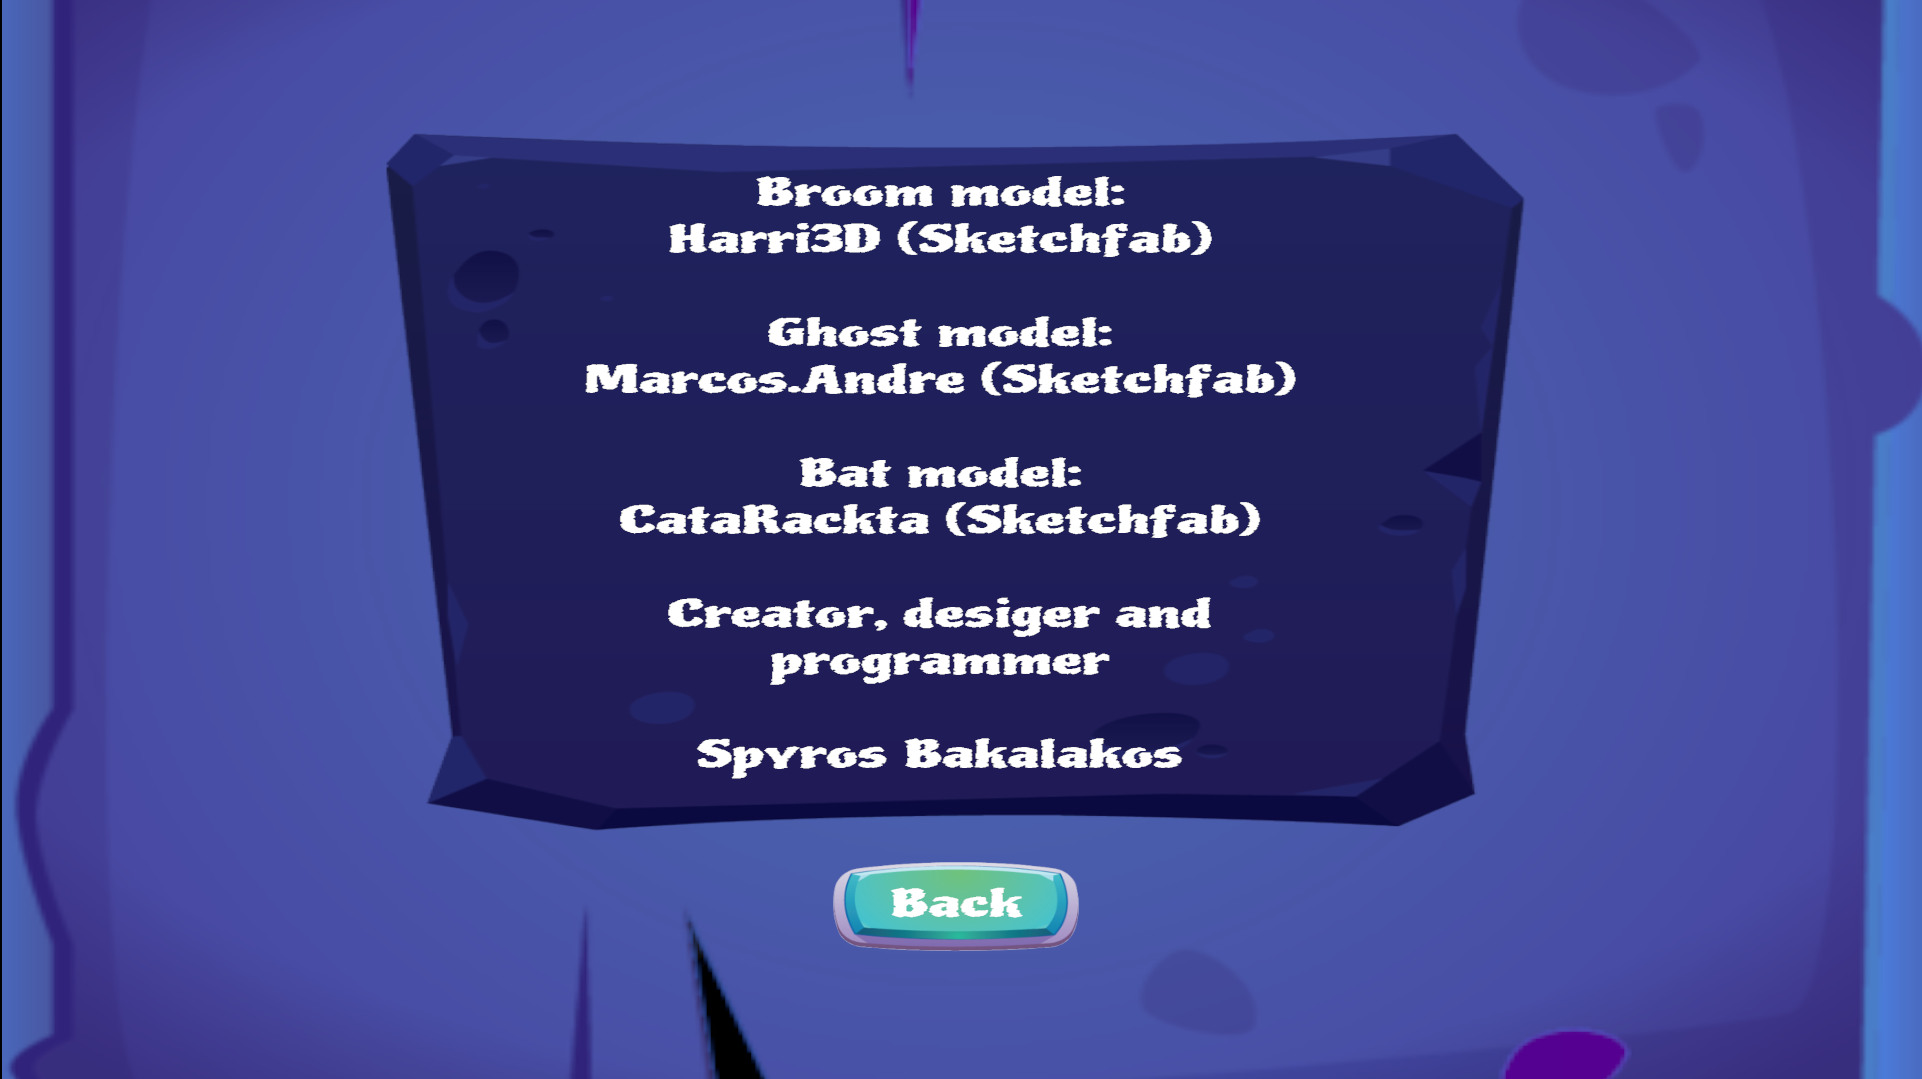 Broom model:
Harri3D (Sketchfab)
Ghost model:
Marcos.Andre (Sketchfab)
Bat model:
CataRackta (Sketchfab)
Creator, desiger and
programmer
Spyros Bakalakos
Back